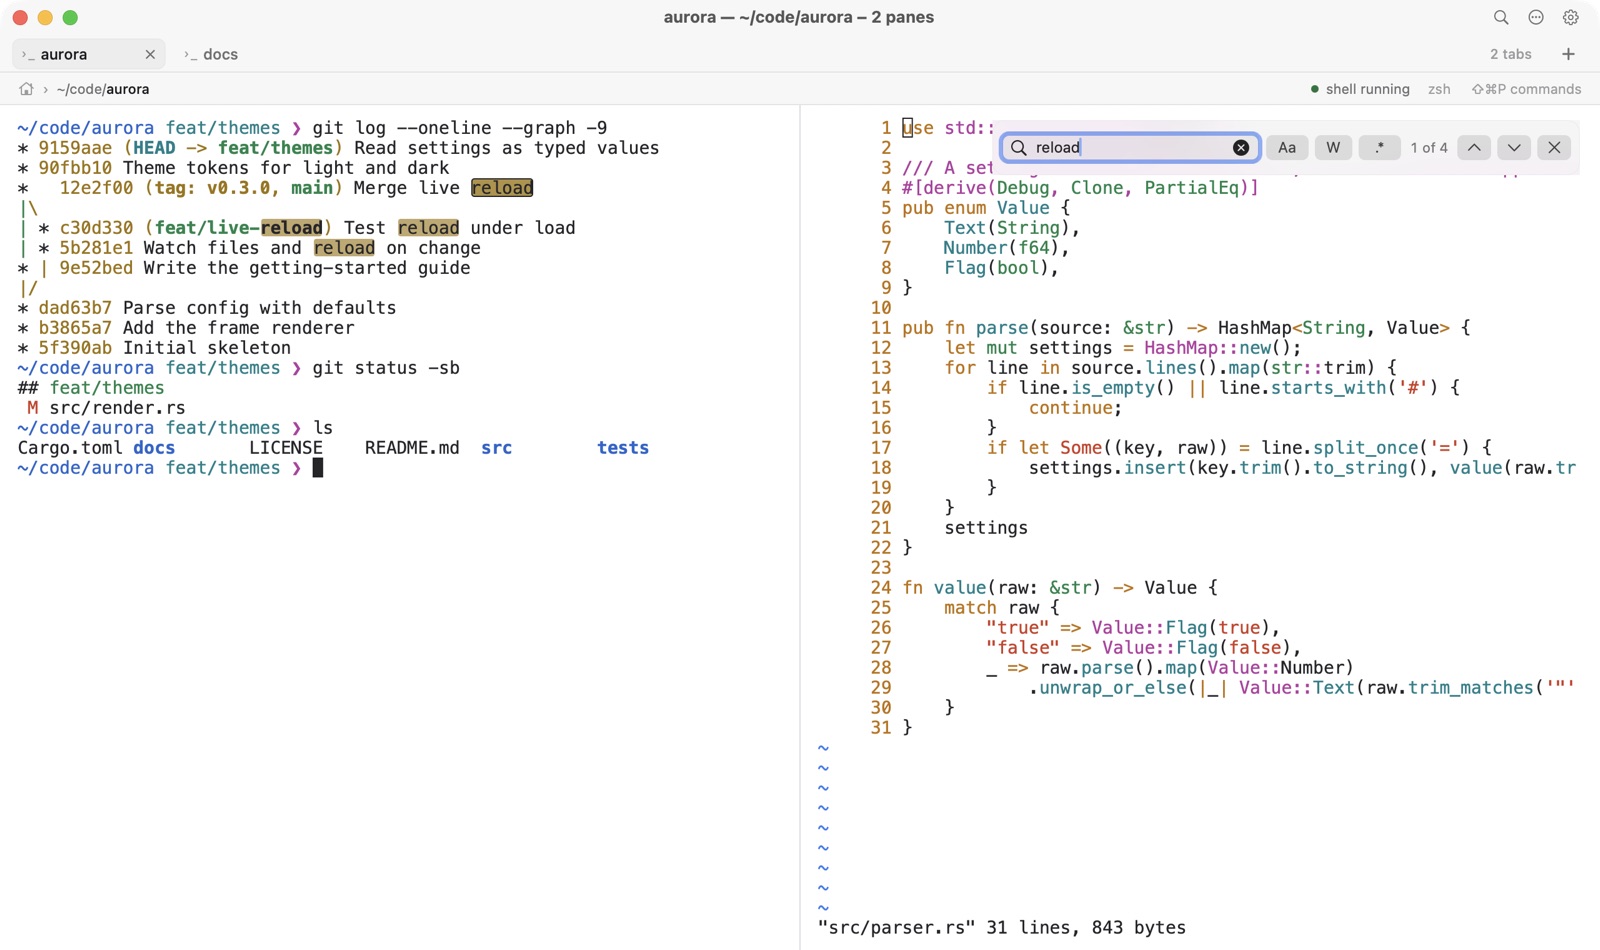 aurora — ~/code/aurora – 2 panes
>_ aurora
>_ docs
2 tabs
~/code/aurora
shell running
zsh
⇧⌘P commands
~/code/aurora feat/themes ❯ git log --oneline --graph -9
* 9159aae (HEAD -> feat/themes) Read settings as typed values
* 90fbb10 Theme tokens for light and dark
*   12e2f00 (tag: v0.3.0, main) Merge live reload
|\
| * c30d330 (feat/live-reload) Test reload under load
| * 5b281e1 Watch files and reload on change
* | 9e52bed Write the getting-started guide
|/
* dad63b7 Parse config with defaults
* b3865a7 Add the frame renderer
* 5f390ab Initial skeleton
~/code/aurora feat/themes ❯ git status -sb
## feat/themes
 M src/render.rs
~/code/aurora feat/themes ❯ ls
Cargo.toml docs       LICENSE    README.md  src        tests
~/code/aurora feat/themes ❯
reload
Aa
W
.*
1 of 4
1 use std::
2
3 /// A set
4 #[derive(Debug, Clone, PartialEq)]
5 pub enum Value {
6     Text(String),
7     Number(f64),
8     Flag(bool),
9 }
10
11 pub fn parse(source: &str) -> HashMap<String, Value> {
12     let mut settings = HashMap::new();
13     for line in source.lines().map(str::trim) {
14         if line.is_empty() || line.starts_with('#') {
15             continue;
16         }
17         if let Some((key, raw)) = line.split_once('=') {
18             settings.insert(key.trim().to_string(), value(raw.tr
19         }
20     }
21     settings
22 }
23
24 fn value(raw: &str) -> Value {
25     match raw {
26         "true" => Value::Flag(true),
27         "false" => Value::Flag(false),
28         _ => raw.parse().map(Value::Number)
29             .unwrap_or_else(|_| Value::Text(raw.trim_matches('"'
30     }
31 }
~
~
~
~
~
~
~
~
~
"src/parser.rs" 31 lines, 843 bytes